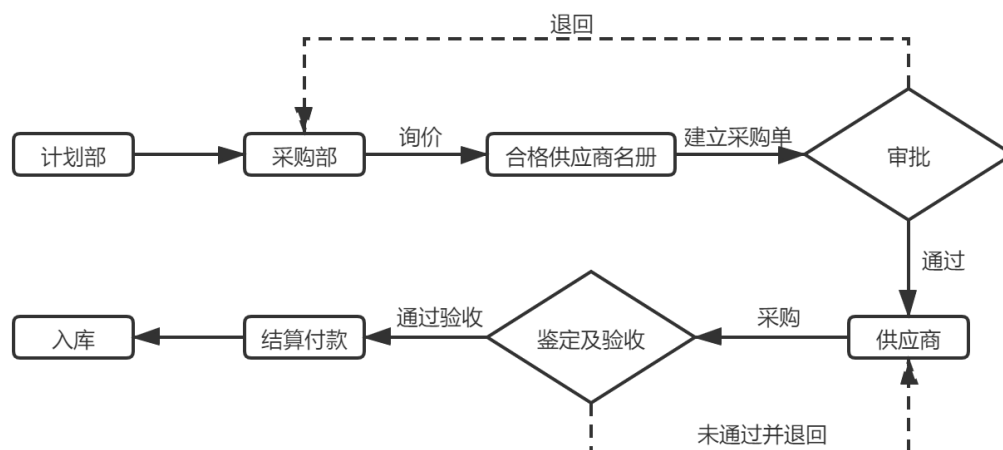 退回
计划部
采购部
询价
合格供应商名册
建立采购单
审批
通过
入库
结算付款
通过验收
鉴定及验收
采购
供应商
未通过并退回